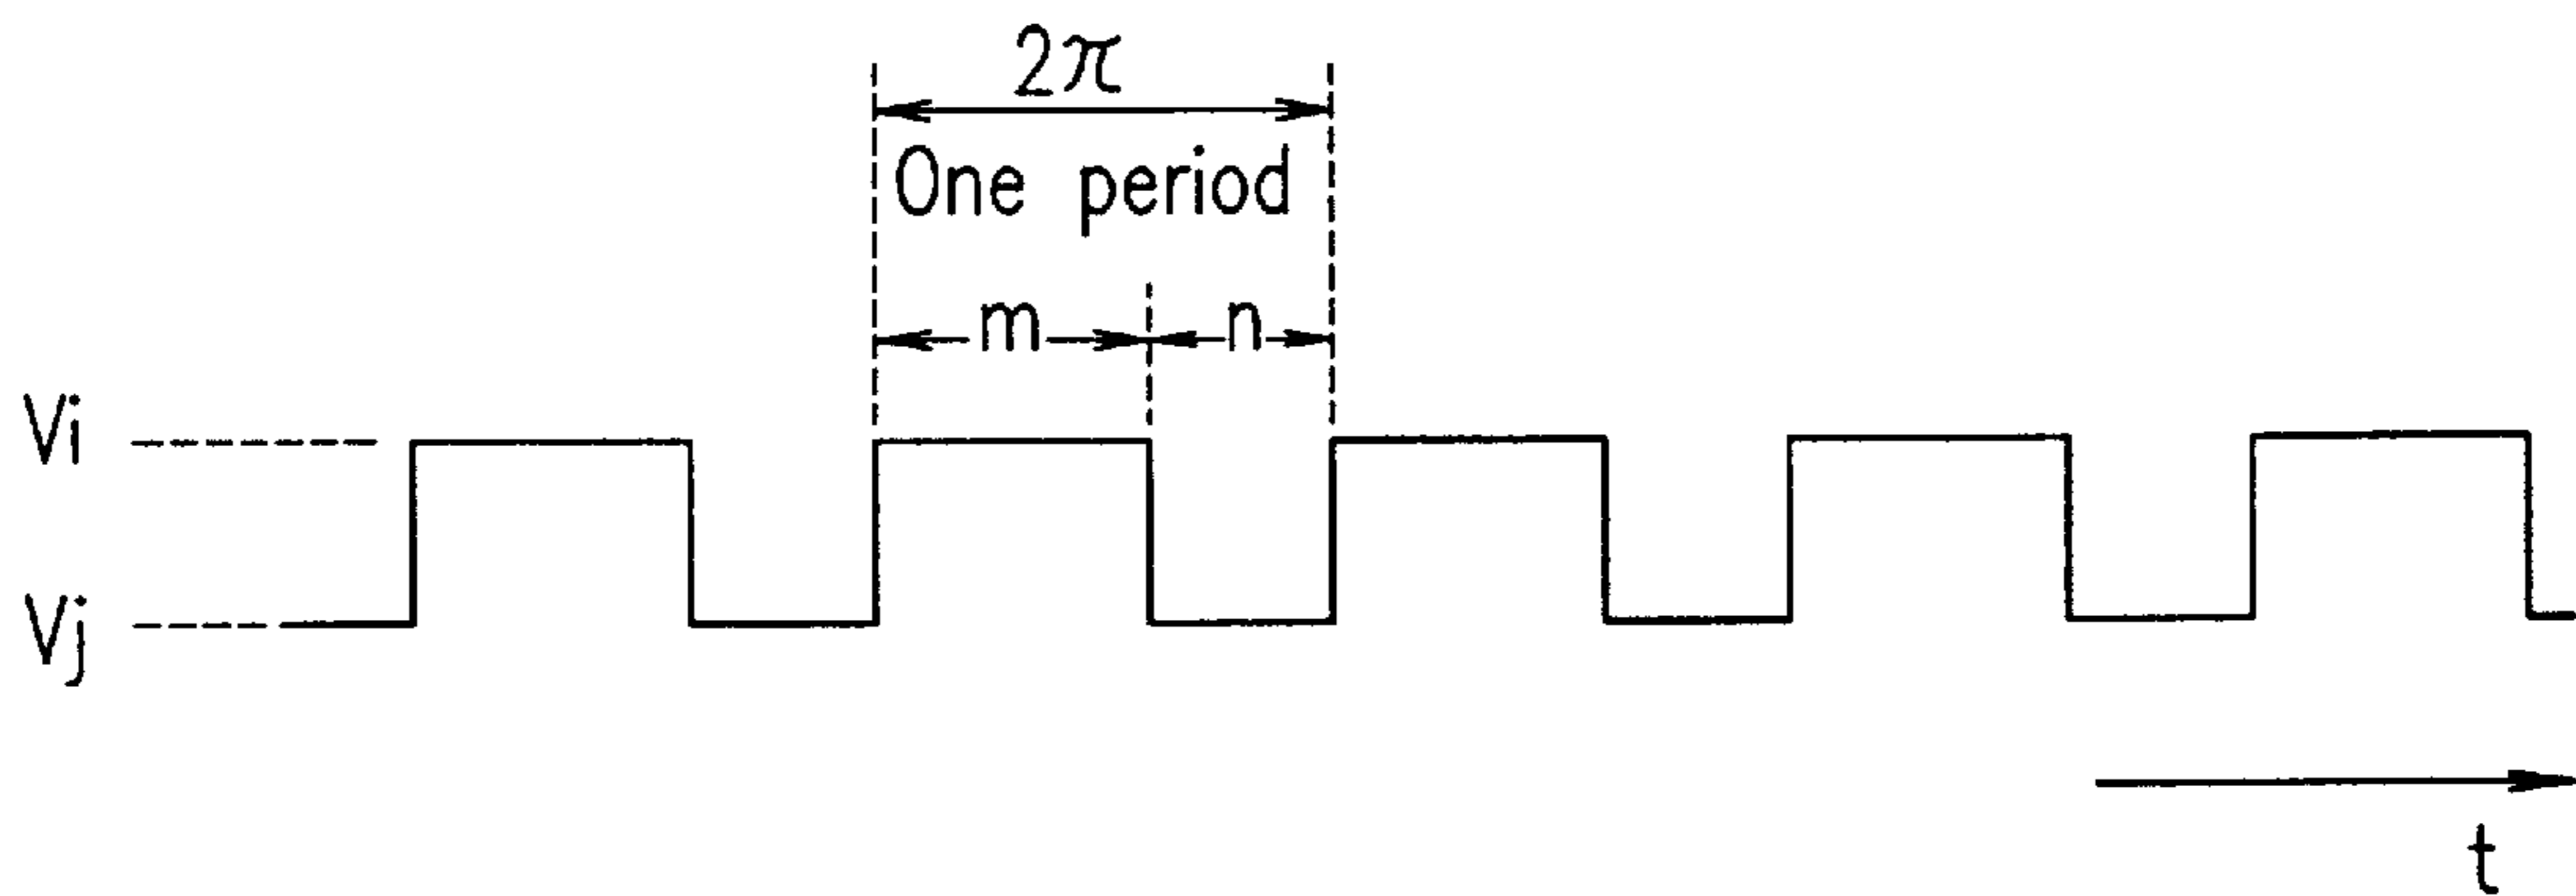 2π
One period
m n
Vi
Vj
t